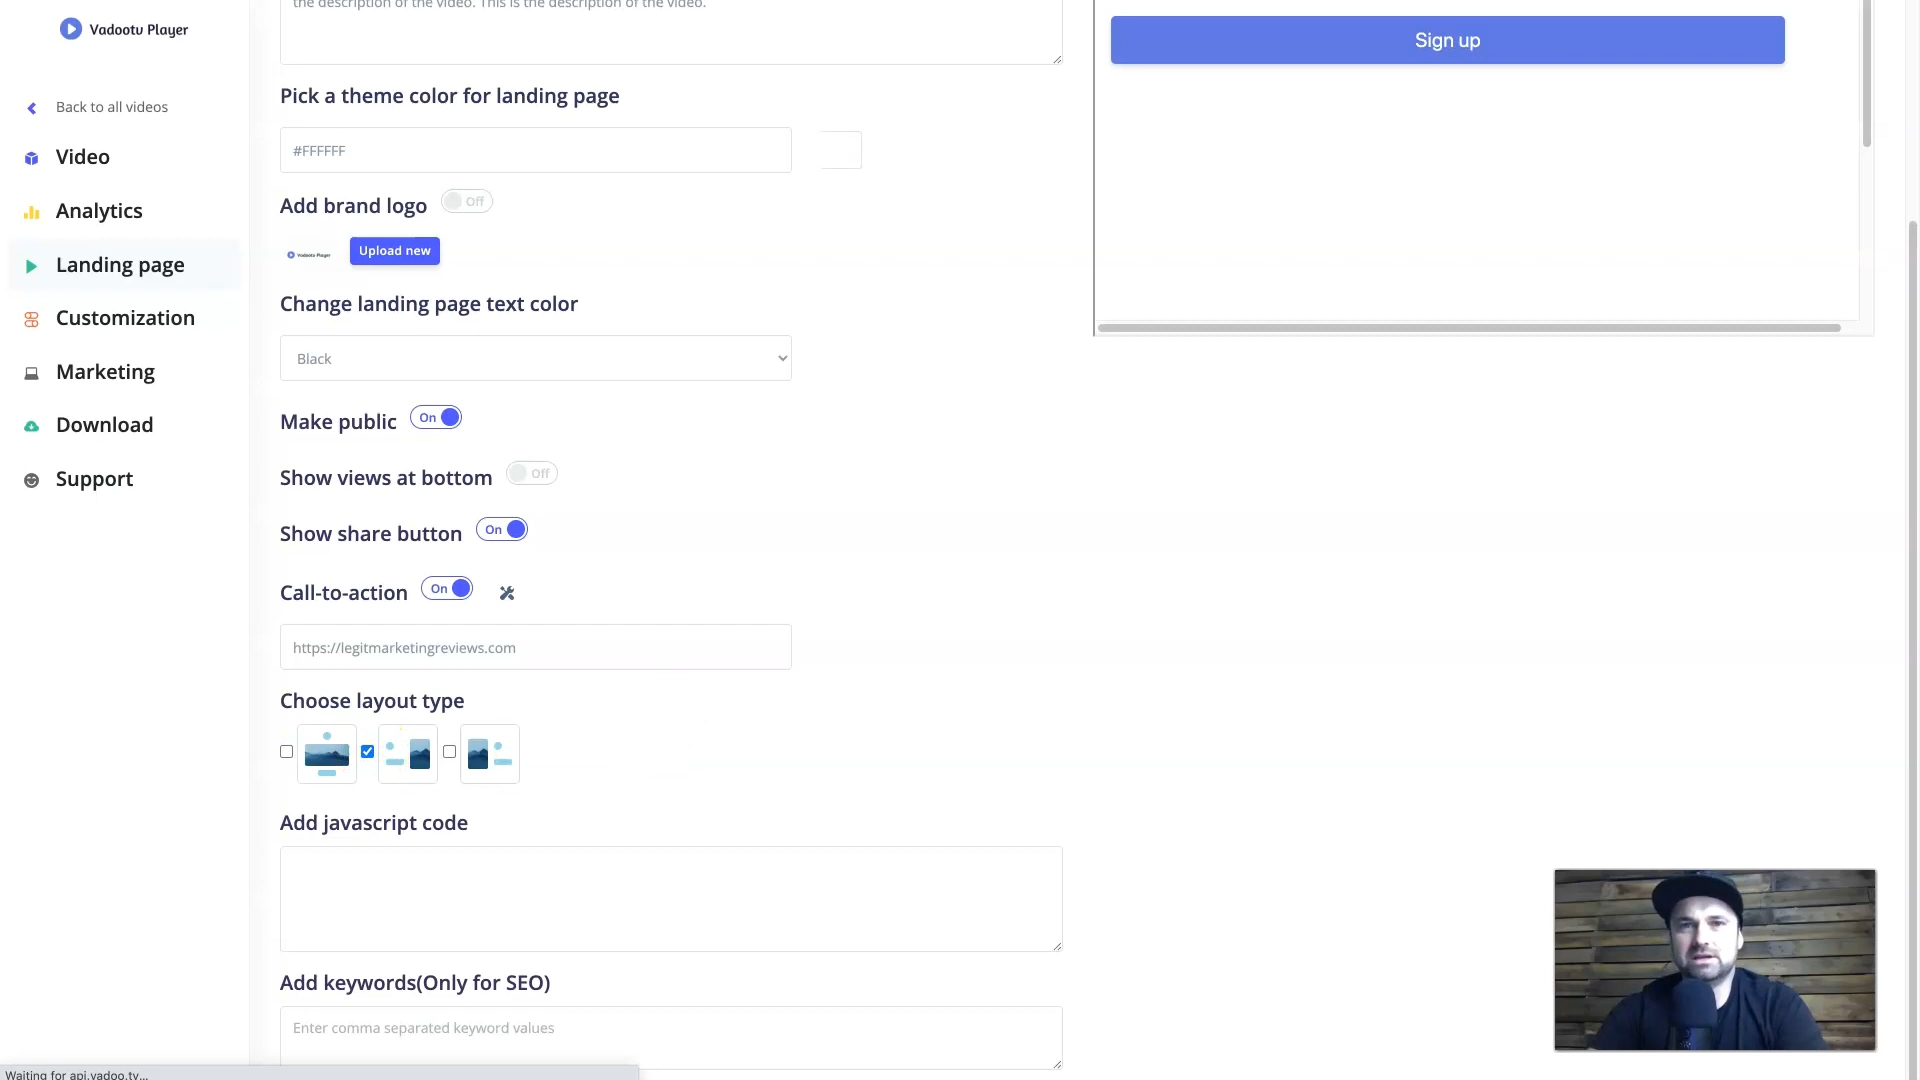 Vadootv Player
Back to all videos
Video
Analytics
Landing page
Customization
Marketing
Download
Support
the description of the video. This is the description of the video.
Pick a theme color for landing page
#FFFFFF
Add brand logo
Off
Vadootv Player
Upload new
Change landing page text color
Black
Make public
On
Show views at bottom
Off
Show share button
On
Call-to-action
On
https://legitmarketingreviews.com
Choose layout type
Add javascript code
Add keywords(Only for SEO)
Enter comma separated keyword values
Sign up
Waiting for api.vadoo.tv...